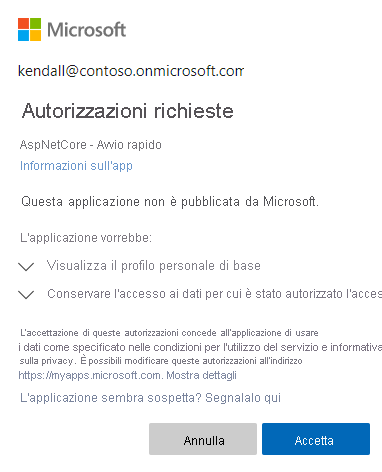 Microsoft
kendall@contoso.onmicrosoft.com
Autorizzazioni richieste
AspNetCore - Avvio rapido
Informazioni sull'app
Questa applicazione non è pubblicata da Microsoft.
L'applicazione vorrebbe:
Visualizza il profilo personale di base
Conservare l'accesso ai dati per cui è stato autorizzato l'acces
L'accettazione di queste autorizzazioni concede all'applicazione di usare
i dati come specificato nelle condizioni per l'utilizzo del servizio e informativa
sulla privacy. È possibili modificare queste autorizzazioni all'indirizzo
https://myapps.microsoft.com. Mostra dettagli
L'applicazione sembra sospetta? Segnalalo qui
Annulla
Accetta